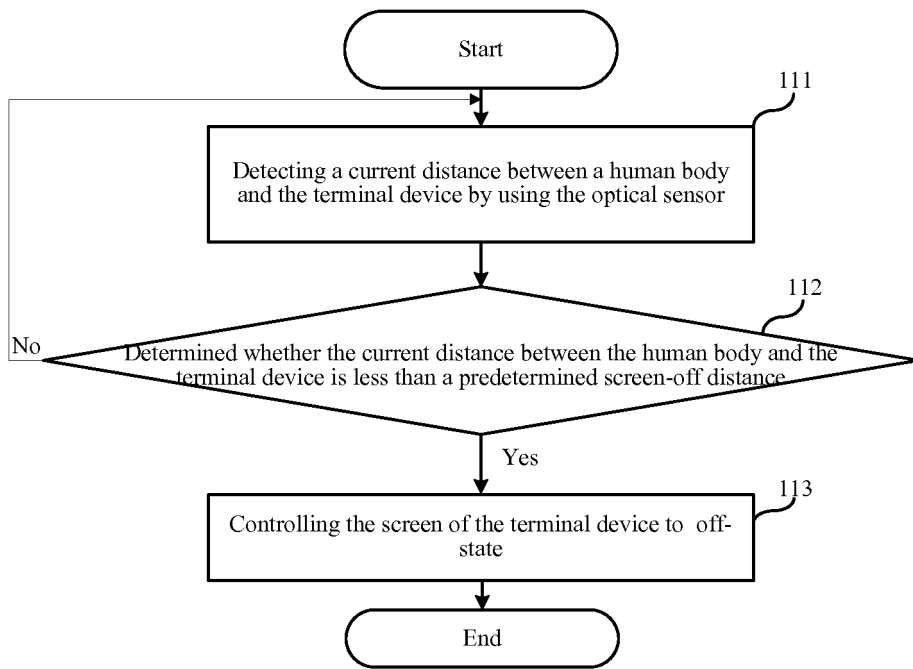 Start
111
Detecting a current distance between a human body
and the terminal device by using the optical sensor
112
No
Determined whether the current distance between the human body and the
terminal device is less than a predetermined screen-off distance
Yes
113
Controlling the screen of the terminal device to off-
state
End